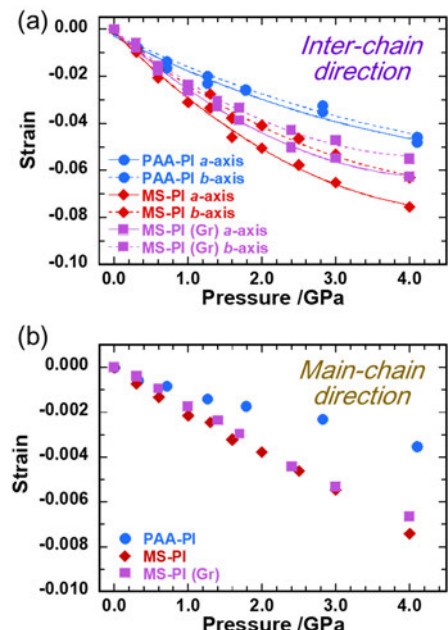 (a)
0.00
-0.02
-0.04
-0.06
-0.08
-0.10
Strain
Inter-chain
direction
PAA-PI a-axis
PAA-PI b-axis
MS-PI a-axis
MS-PI b-axis
MS-PI (Gr) a-axis
MS-PI (Gr) b-axis
0.0 1.0 2.0 3.0 4.0
Pressure /GPa
(b)
0.000
-0.002
-0.004
-0.006
-0.008
-0.010
Strain
Main-chain
direction
PAA-PI
MS-PI
MS-PI (Gr)
0.0 1.0 2.0 3.0 4.0
Pressure /GPa